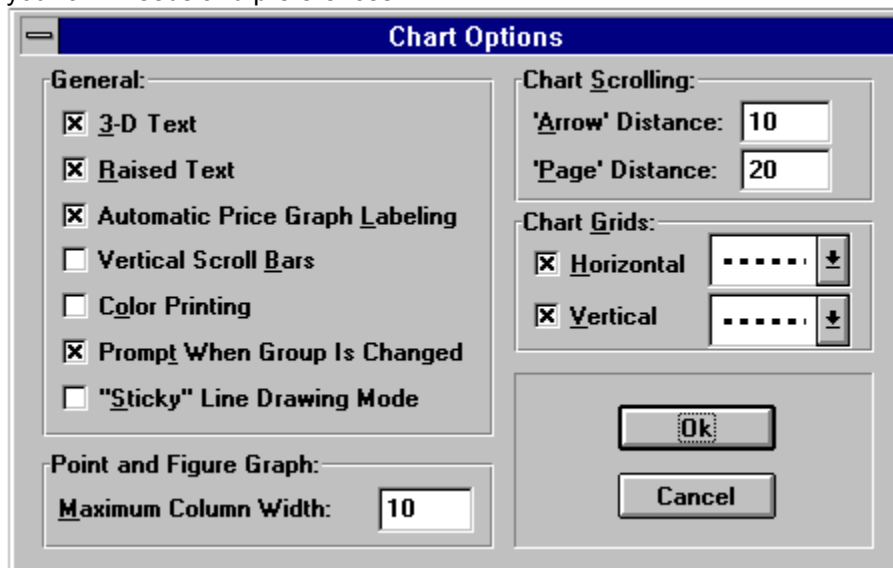 Chart Options
General:
3-D Text
Raised Text
Automatic Price Graph Labeling
Vertical Scroll Bars
Color Printing
Prompt When Group Is Changed
"Sticky" Line Drawing Mode
Point and Figure Graph:
Maximum Column Width: 10
Chart Scrolling:
'Arrow' Distance: 10
'Page' Distance: 20
Chart Grids:
Horizontal
Vertical
Ok
Cancel